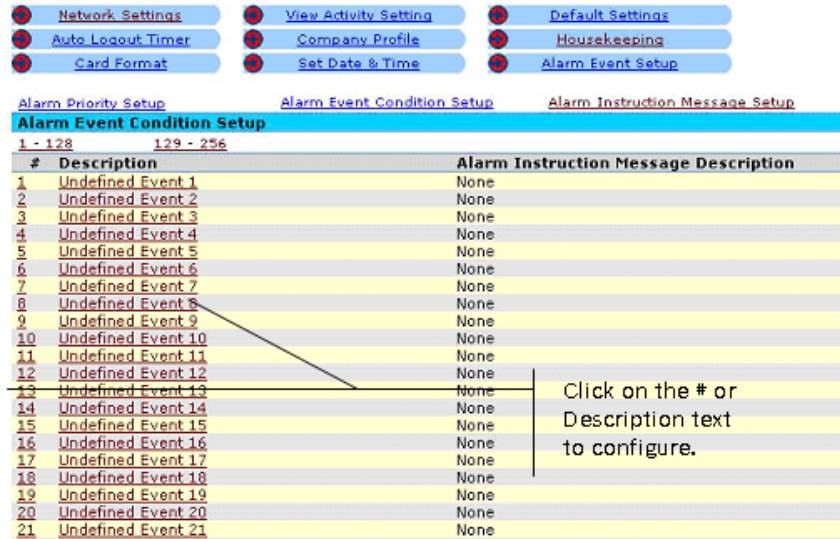 Network Settings View Activity Setting Default Settings
Auto Logout Timer Company Profile Housekeeping
Card Format Set Date & Time Alarm Event Setup
Alarm Priority Setup Alarm Event Condition Setup Alarm Instruction Message Setup
Alarm Event Condition Setup
1 - 128 129 - 256
# Description Alarm Instruction Message Description
1 Undefined Event 1 None
2 Undefined Event 2 None
3 Undefined Event 3 None
4 Undefined Event 4 None
5 Undefined Event 5 None
6 Undefined Event 6 None
7 Undefined Event 7 None
8 Undefined Event 8 None
9 Undefined Event 9 None
10 Undefined Event 10 None
11 Undefined Event 11 None
12 Undefined Event 12 None
13 Undefined Event 13 None
14 Undefined Event 14 None
15 Undefined Event 15 None
16 Undefined Event 16 None
17 Undefined Event 17 None
18 Undefined Event 18 None
19 Undefined Event 19 None
20 Undefined Event 20 None
21 Undefined Event 21 None
Click on the # or
Description text
to configure.